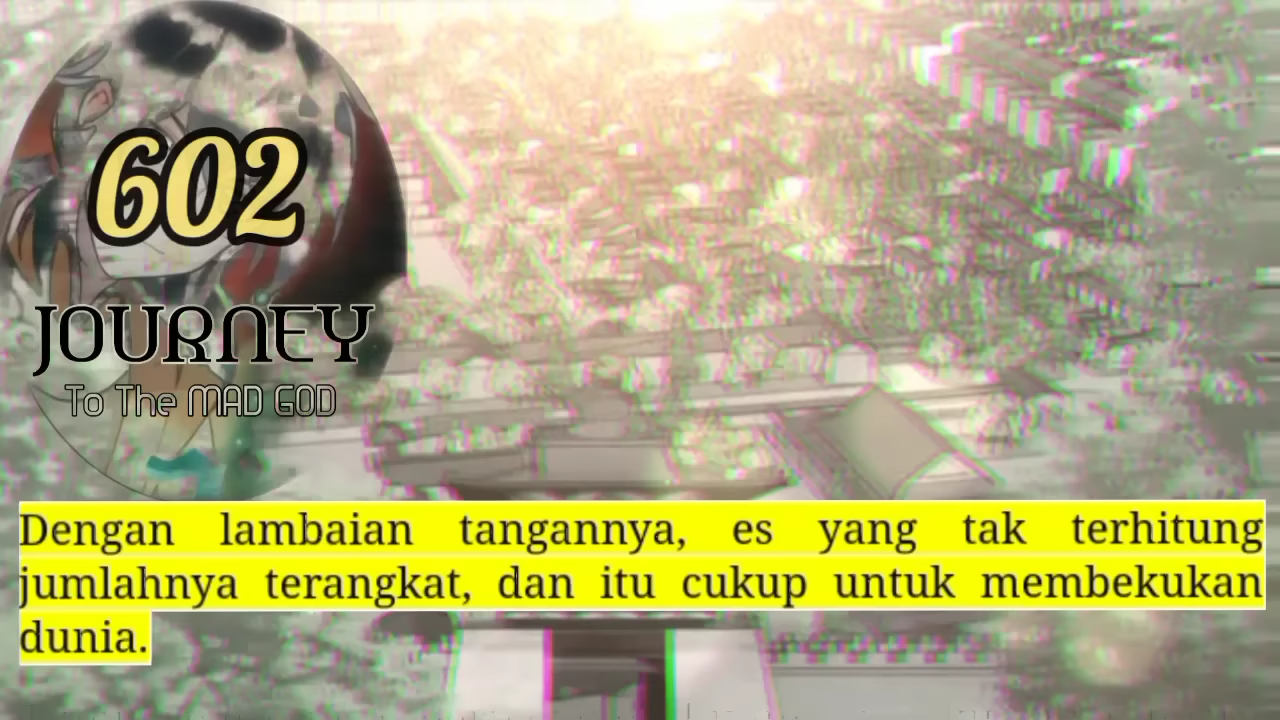 602
JOURNEY
To The MAD GOD
Dengan lambaian tangannya, es yang tak terhitung
jumlahnya terangkat, dan itu cukup untuk membekukan
dunia.